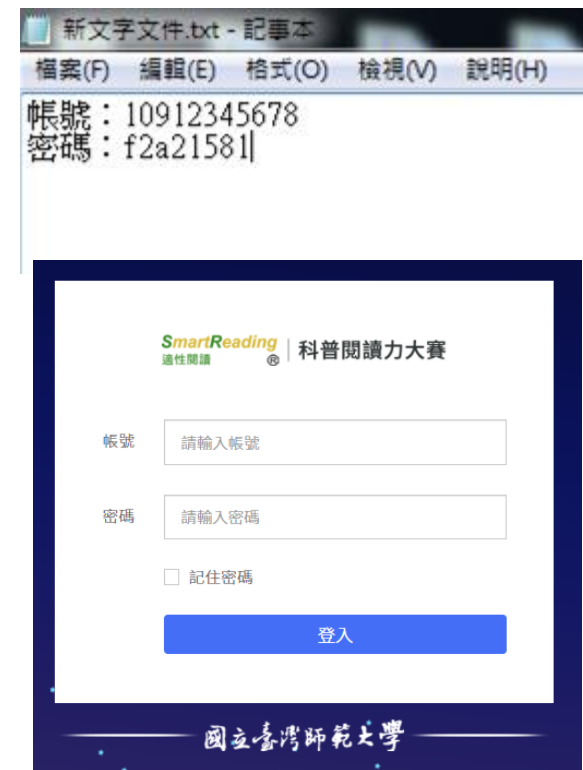 新文字文件.txt - 記事本
檔案(F) 編輯(E) 格式(O) 檢視(V) 說明(H)
帳號：10912345678
密碼：f2a21581
SmartReading
適性閱讀 ® 科普閱讀力大賽
帳號 請輸入帳號
密碼 請輸入密碼
記住密碼
登入
國立臺灣師範大學